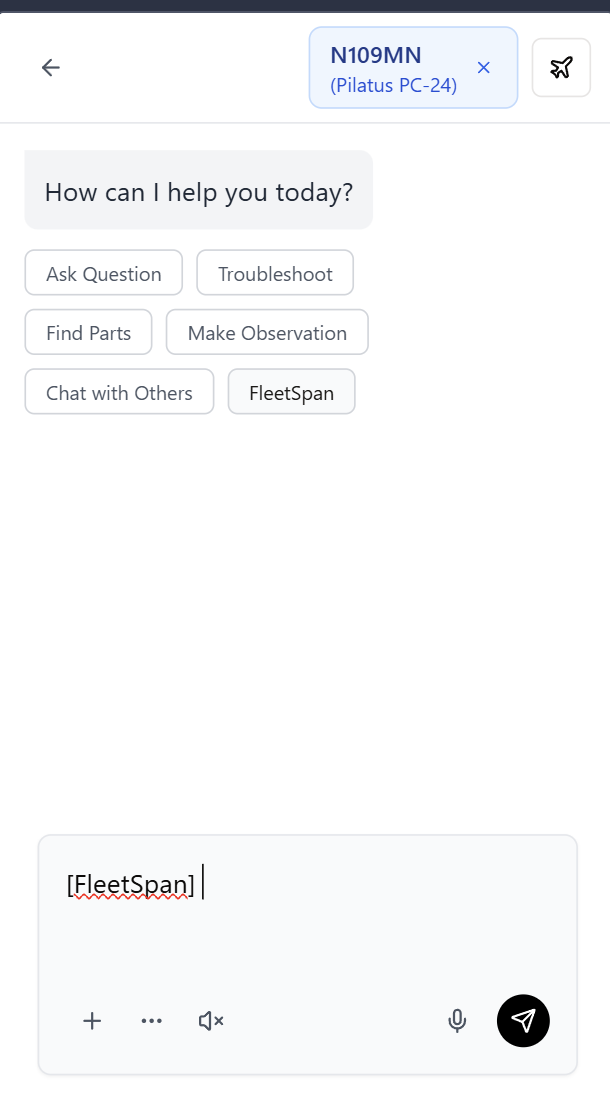 N109MN
(Pilatus PC-24)
How can I help you today?
Ask Question
Troubleshoot
Find Parts
Make Observation
Chat with Others
FleetSpan
[FleetSpan]